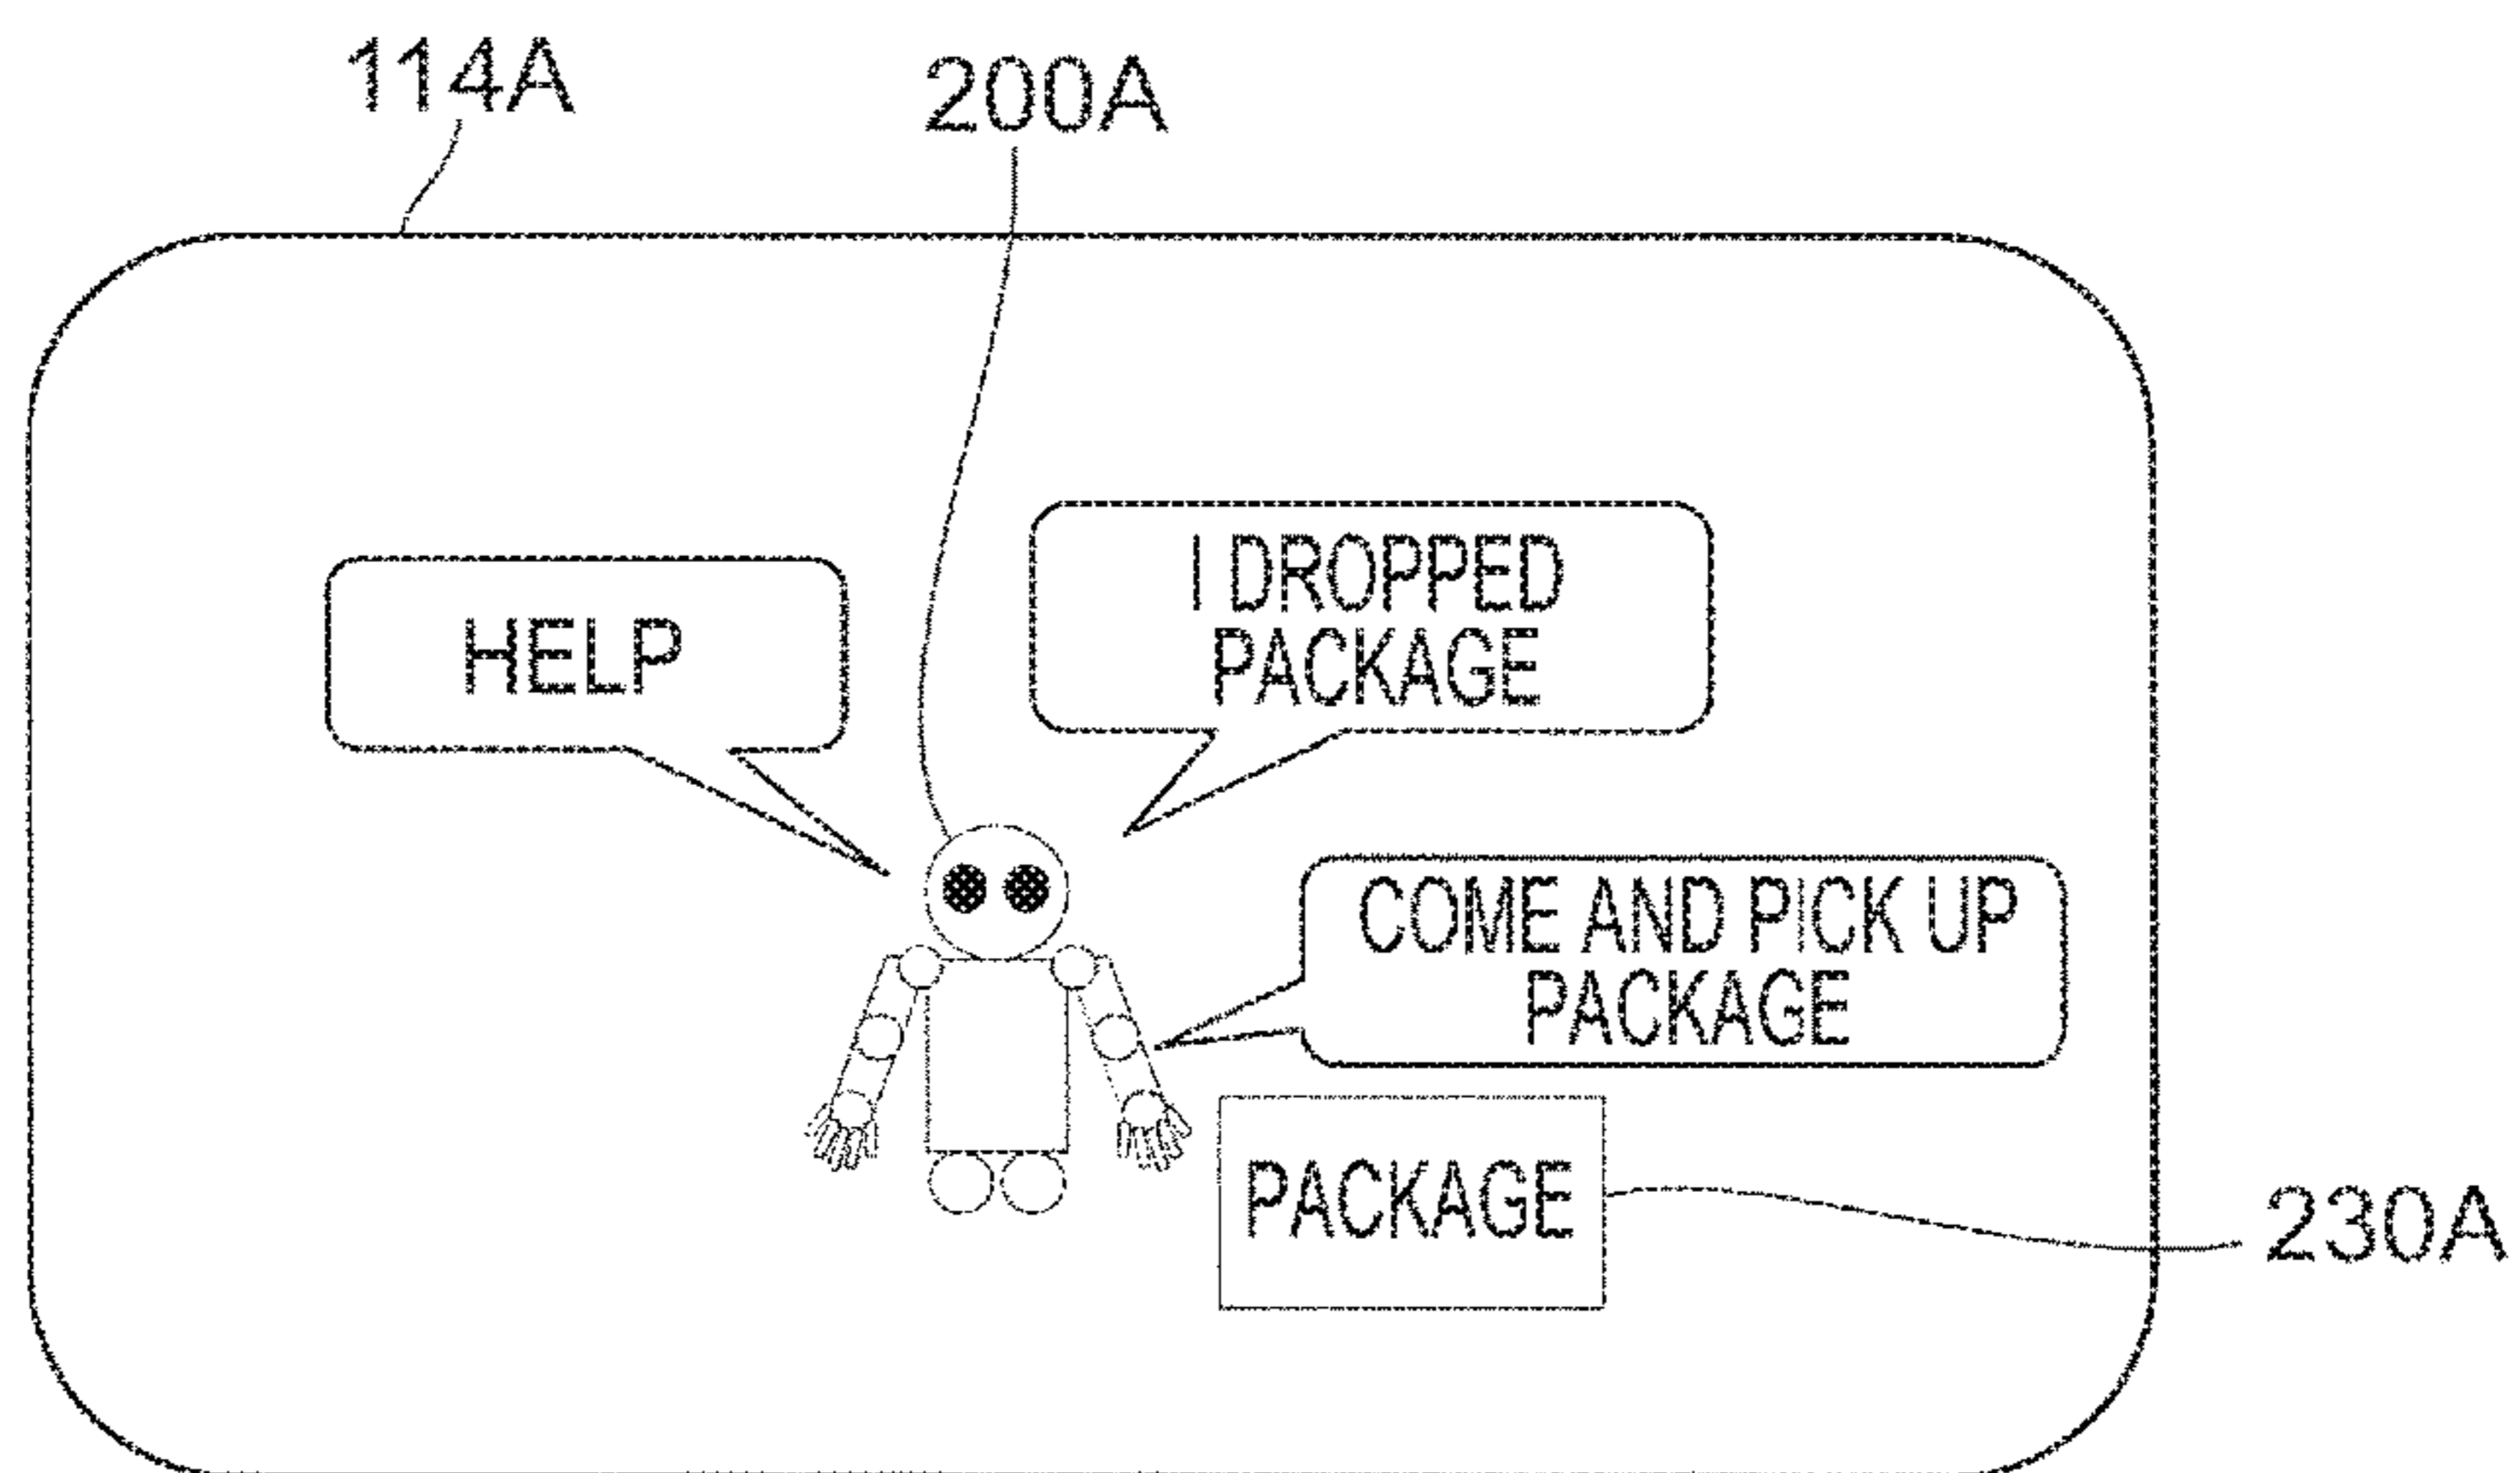 114A
200A
I DROPPED
PACKAGE
HELP
COME AND PICK UP
PACKAGE
PACKAGE
230A